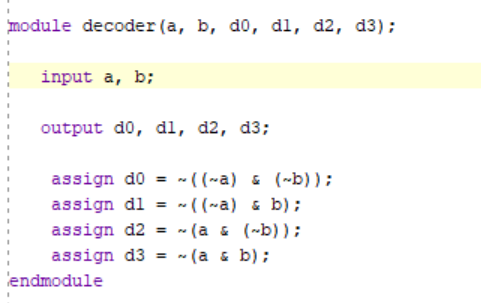 module decoder(a, b, d0, d1, d2, d3);
input a, b;
output d0, d1, d2, d3;
assign d0 = ~((~a) & (~b));
assign d1 = ~((~a) & b);
assign d2 = ~(a & (~b));
assign d3 = ~(a & b);
endmodule